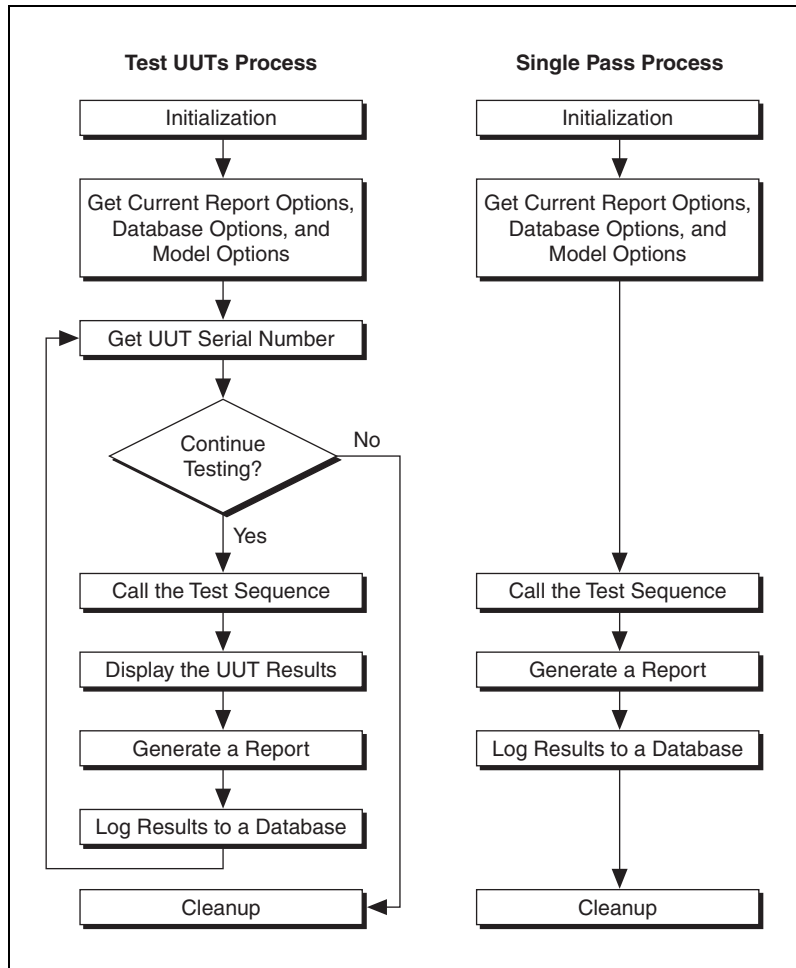 Test UUTs Process
Initialization
Get Current Report Options,
Database Options, and
Model Options
Get UUT Serial Number
Continue
Testing?
No
Yes
Call the Test Sequence
Display the UUT Results
Generate a Report
Log Results to a Database
Cleanup
Single Pass Process
Initialization
Get Current Report Options,
Database Options, and
Model Options
Call the Test Sequence
Generate a Report
Log Results to a Database
Cleanup